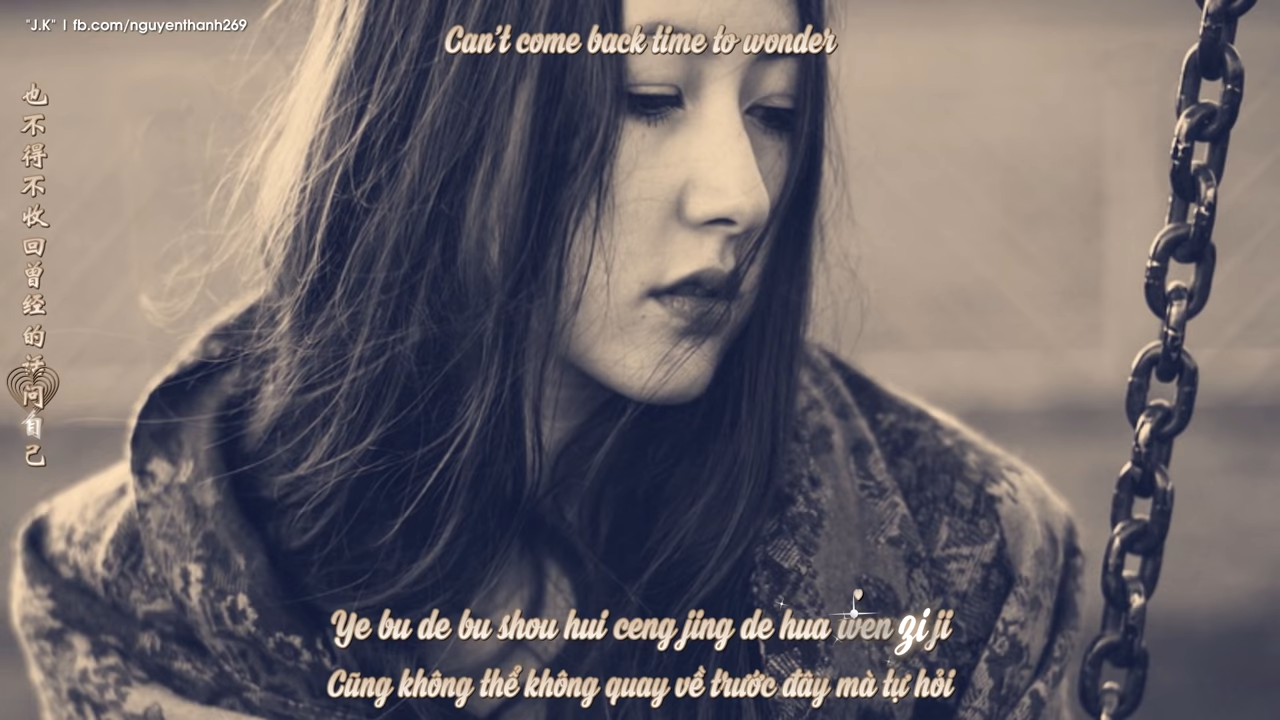 "J.K" | fb.com/nguyenthanh269
Can't come back time to wonder
也不得不收回曾经的话问自己
Ye bu de bu shou hui ceng jing de hua wen zi ji
Cũng không thể không quay về trước đây mà tự hỏi